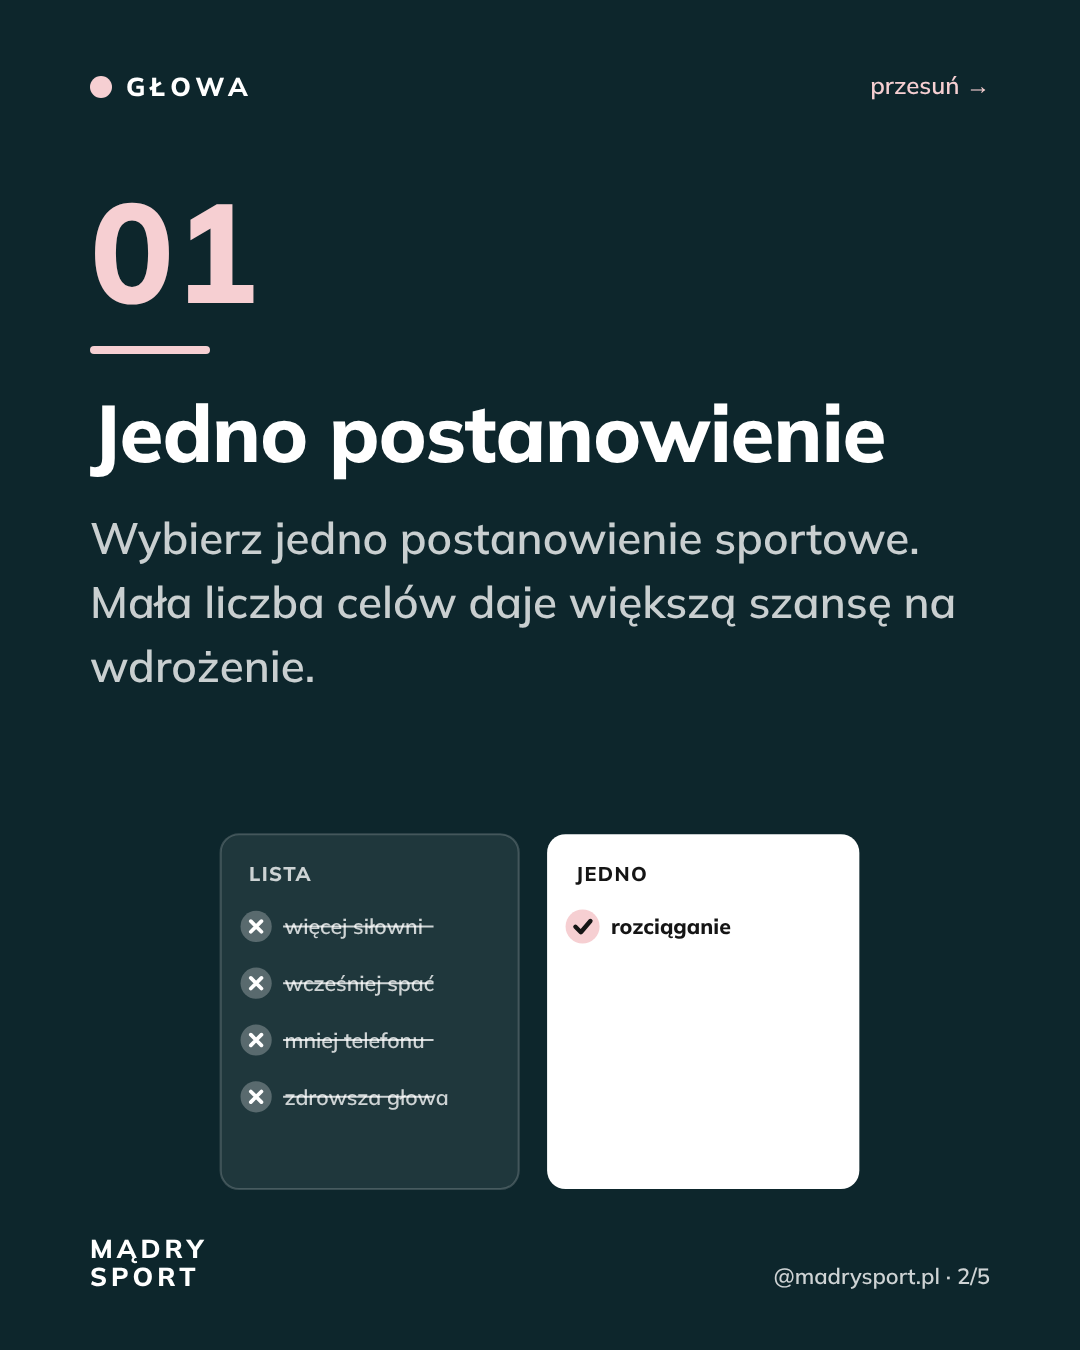 GŁOWA
przesuń →
01
Jedno postanowienie
Wybierz jedno postanowienie sportowe.
Mała liczba celów daje większą szansę na
wdrożenie.
LISTA
więcej siłowni
wcześniej spać
mniej telefonu
zdrowsza głowa
JEDNO
rozciąganie
MĄDRY
SPORT
@madrysport.pl · 2/5